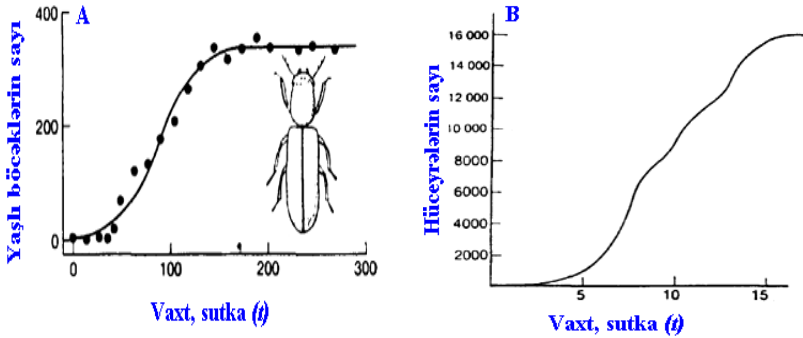 A
400
200
0
0 100 200 300
Yaşlı böcəklərin sayı
Vaxt, sutka (t)
B
16 000
14 000
12 000
10 000
8000
6000
4000
2000
5 10 15
Hüceyrələrin sayı
Vaxt, sutka (t)